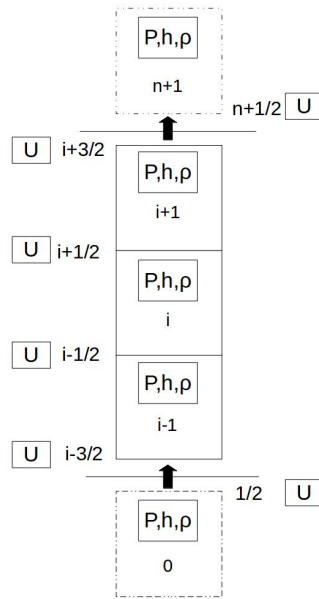 P,h,ρ
n+1
n+1/2 U
U i+3/2
P,h,ρ
i+1
U i+1/2
P,h,ρ
i
U i-1/2
P,h,ρ
i-1
U i-3/2
1/2 U
P,h,ρ
0